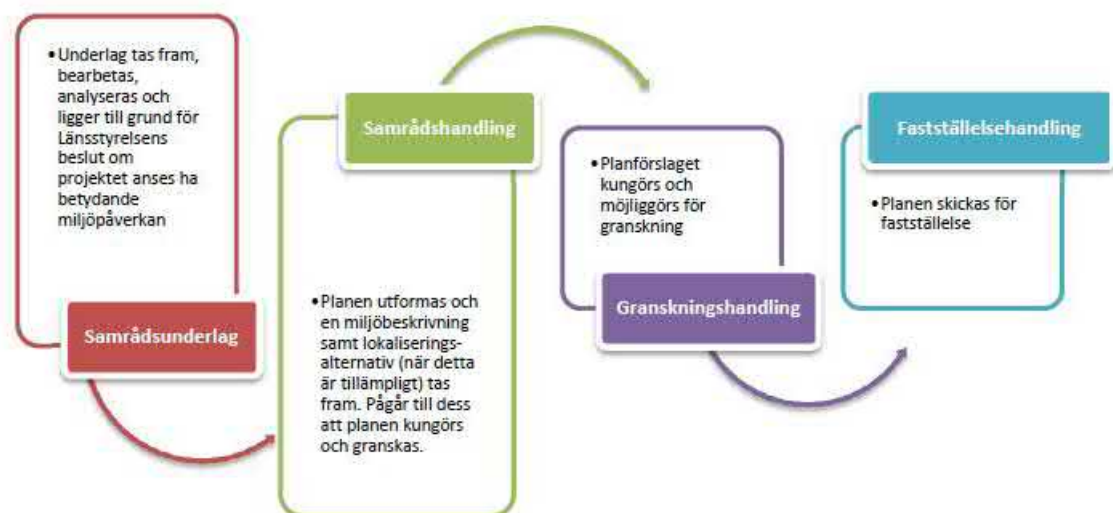 •Underlag tas fram,
bearbetas,
analyseras och
ligger till grund för
Länsstyrelsens
beslut om
projektet anses ha
betydande
miljöpåverkan
Samrådsunderlag
Samrådshandling
•Planen utformas och
en miljöbeskrivning
samt lokaliserings-
alternativ (när detta
är tillämpligt) tas
fram. Pågår till dess
att planen kungörs
och granskas.
•Planförslaget
kungörs och
möjliggörs för
granskning
Granskningshandling
Fastställelsehandling
•Planen skickas för
fastställelse